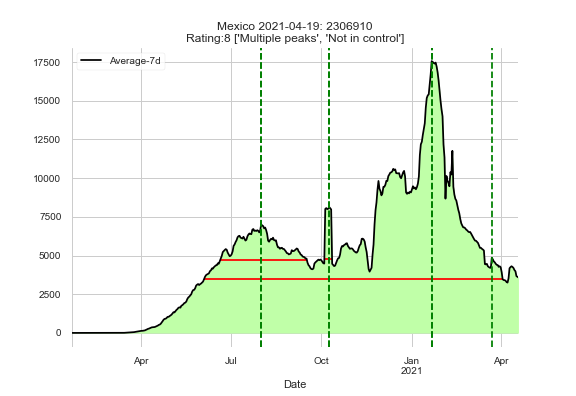 Mexico 2021-04-19: 2306910
Rating:8 ['Multiple peaks', 'Not in control']
Average-7d
17500
15000
12500
10000
7500
5000
2500
0
Apr
Jul
Oct
Jan
2021
Apr
Date